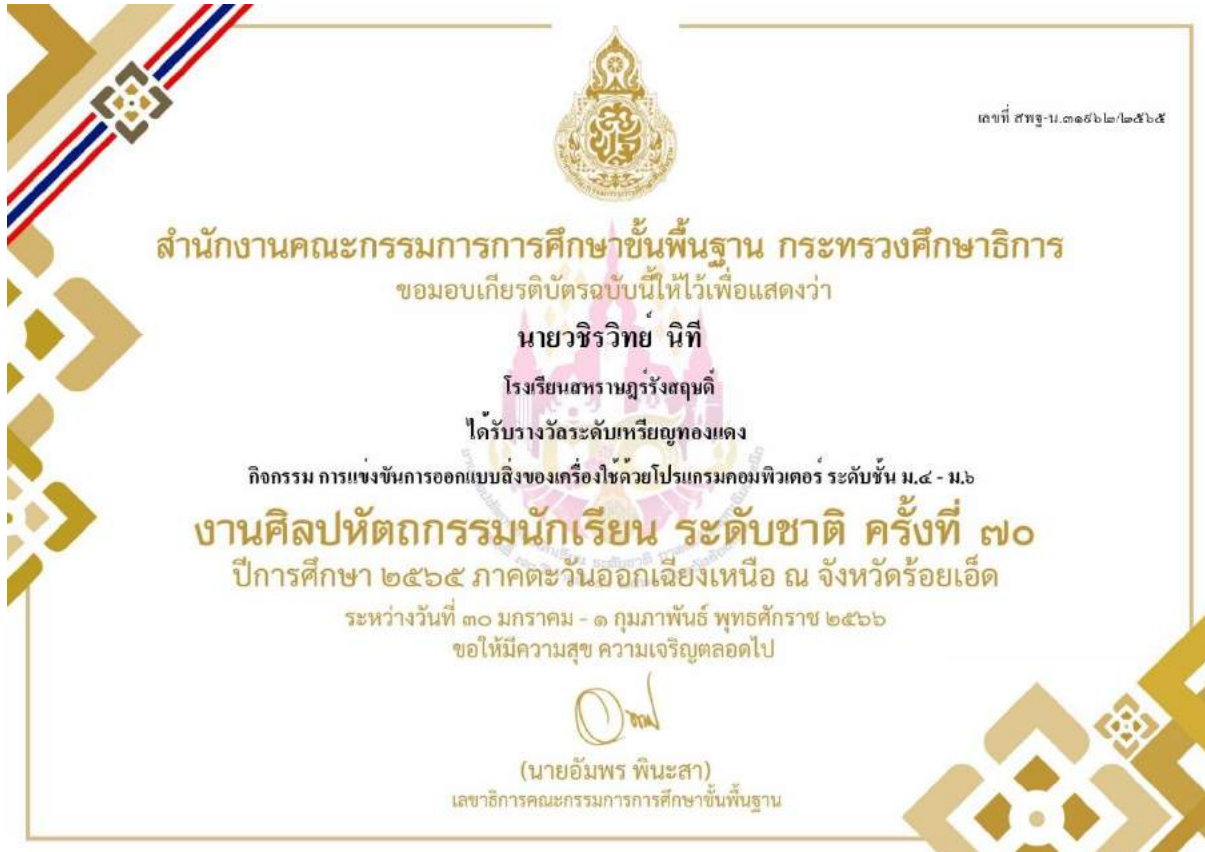 เลขที่ สพฐ-น.๓๑๙๖๒/๒๕๖๕
สำนักงานคณะกรรมการการศึกษาขั้นพื้นฐาน กระทรวงศึกษาธิการ
ขอมอบเกียรติบัตรฉบับนี้ให้ไว้เพื่อแสดงว่า
นายวชิรวิทย์ นิที
โรงเรียนสหราษฎร์รังสฤษดิ์
ได้รับรางวัลระดับเหรียญทองแดง
กิจกรรม การแข่งขันการออกแบบสิ่งของเครื่องใช้ด้วยโปรแกรมคอมพิวเตอร์ ระดับชั้น ม.๔ - ม.๖
งานศิลปหัตถกรรมนักเรียน ระดับชาติ ครั้งที่ ๗๐
ปีการศึกษา ๒๕๖๕ ภาคตะวันออกเฉียงเหนือ ณ จังหวัดร้อยเอ็ด
ระหว่างวันที่ ๓๐ มกราคม - ๑ กุมภาพันธ์ พุทธศักราช ๒๕๖๖
ขอให้มีความสุข ความเจริญตลอดไป
(นายอัมพร พินะสา)
เลขาธิการคณะกรรมการการศึกษาขั้นพื้นฐาน